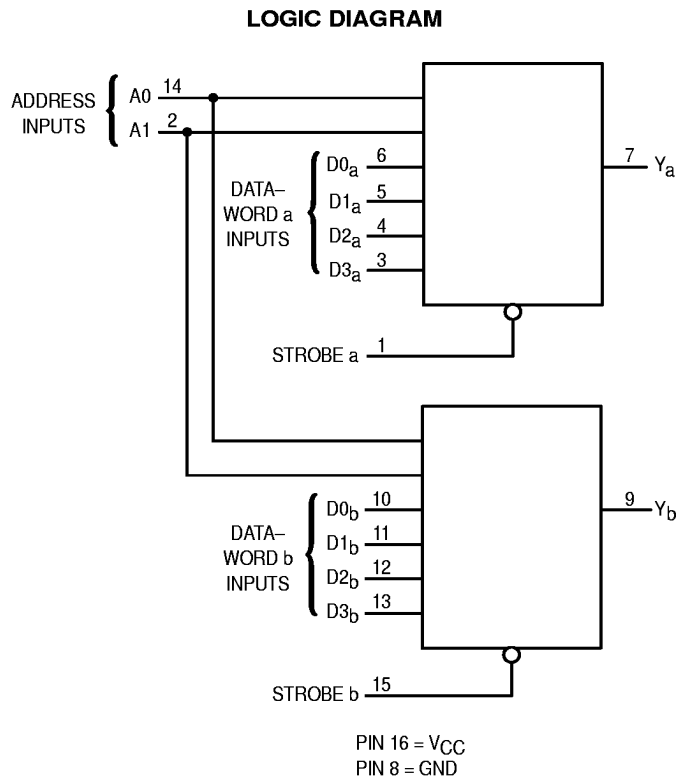 LOGIC DIAGRAM
ADDRESS
INPUTS
A0 14
A1 2
DATA–
WORD a
INPUTS
D0a 6
D1a 5
D2a 4
D3a 3
7 Ya
STROBE a 1
DATA–
WORD b
INPUTS
D0b 10
D1b 11
D2b 12
D3b 13
9 Yb
STROBE b 15
PIN 16 = VCC
PIN 8 = GND